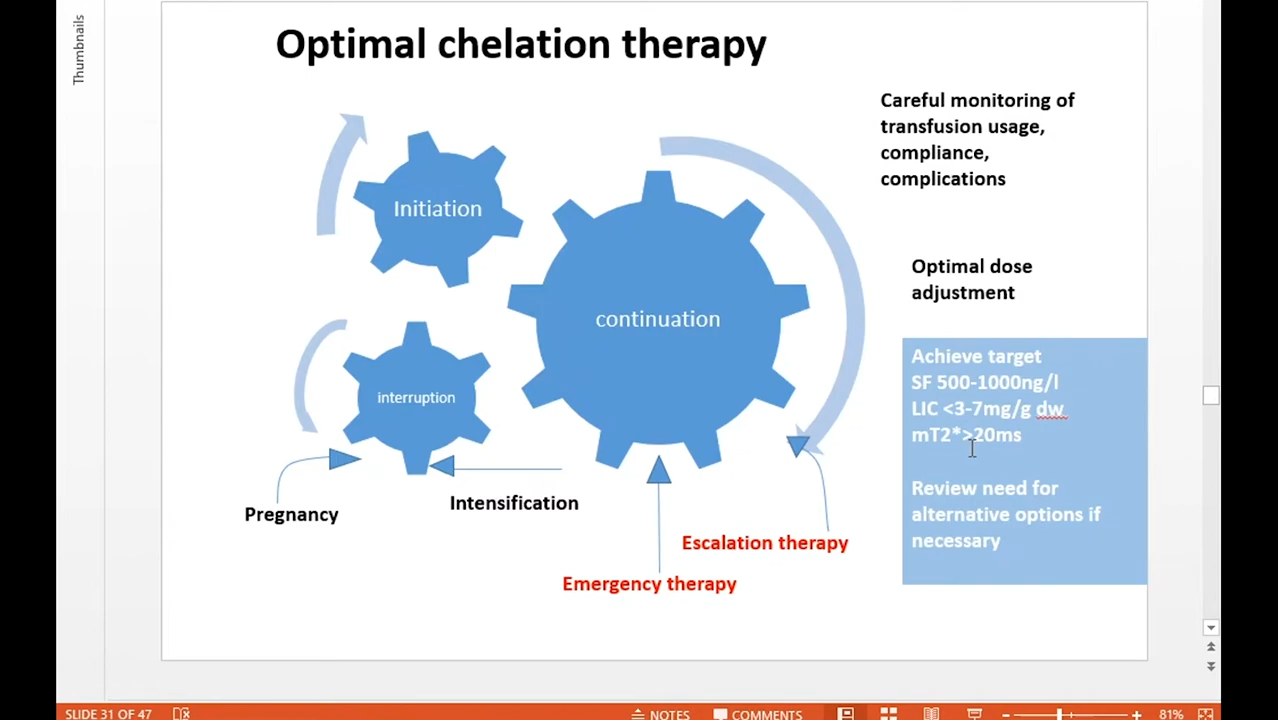 Thumbnails
Optimal chelation therapy
Careful monitoring of
transfusion usage,
compliance,
complications
Initiation
Optimal dose
adjustment
continuation
Achieve target
SF 500-1000ng/l
LIC <3-7mg/g dw
mT2*>20ms
interruption
Review need for
alternative options if
necessary
Intensification
Pregnancy
Escalation therapy
Emergency therapy
SLIDE 31 OF 47
NOTES
COMMENTS
81%